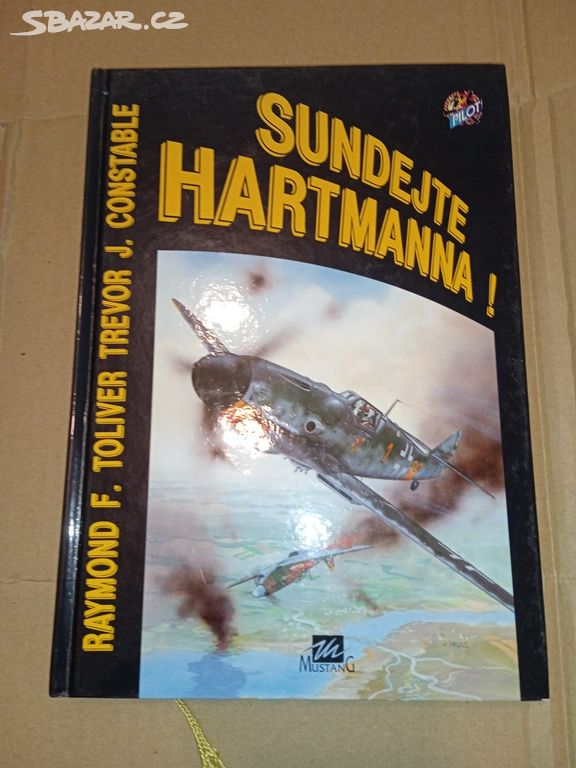 SBAZAR.CZ
PILOT
SUNDEJTE
HARTMANNA !
RAYMOND F. TOLIVER TREVOR J. CONSTABLE
MUSTANG